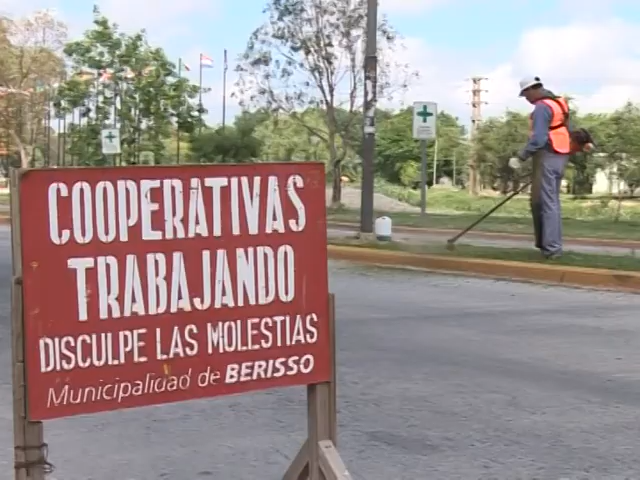 COOPERATIVAS
TRABAJANDO
DISCULPE LAS MOLESTIAS
Municipalidad de BERISSO